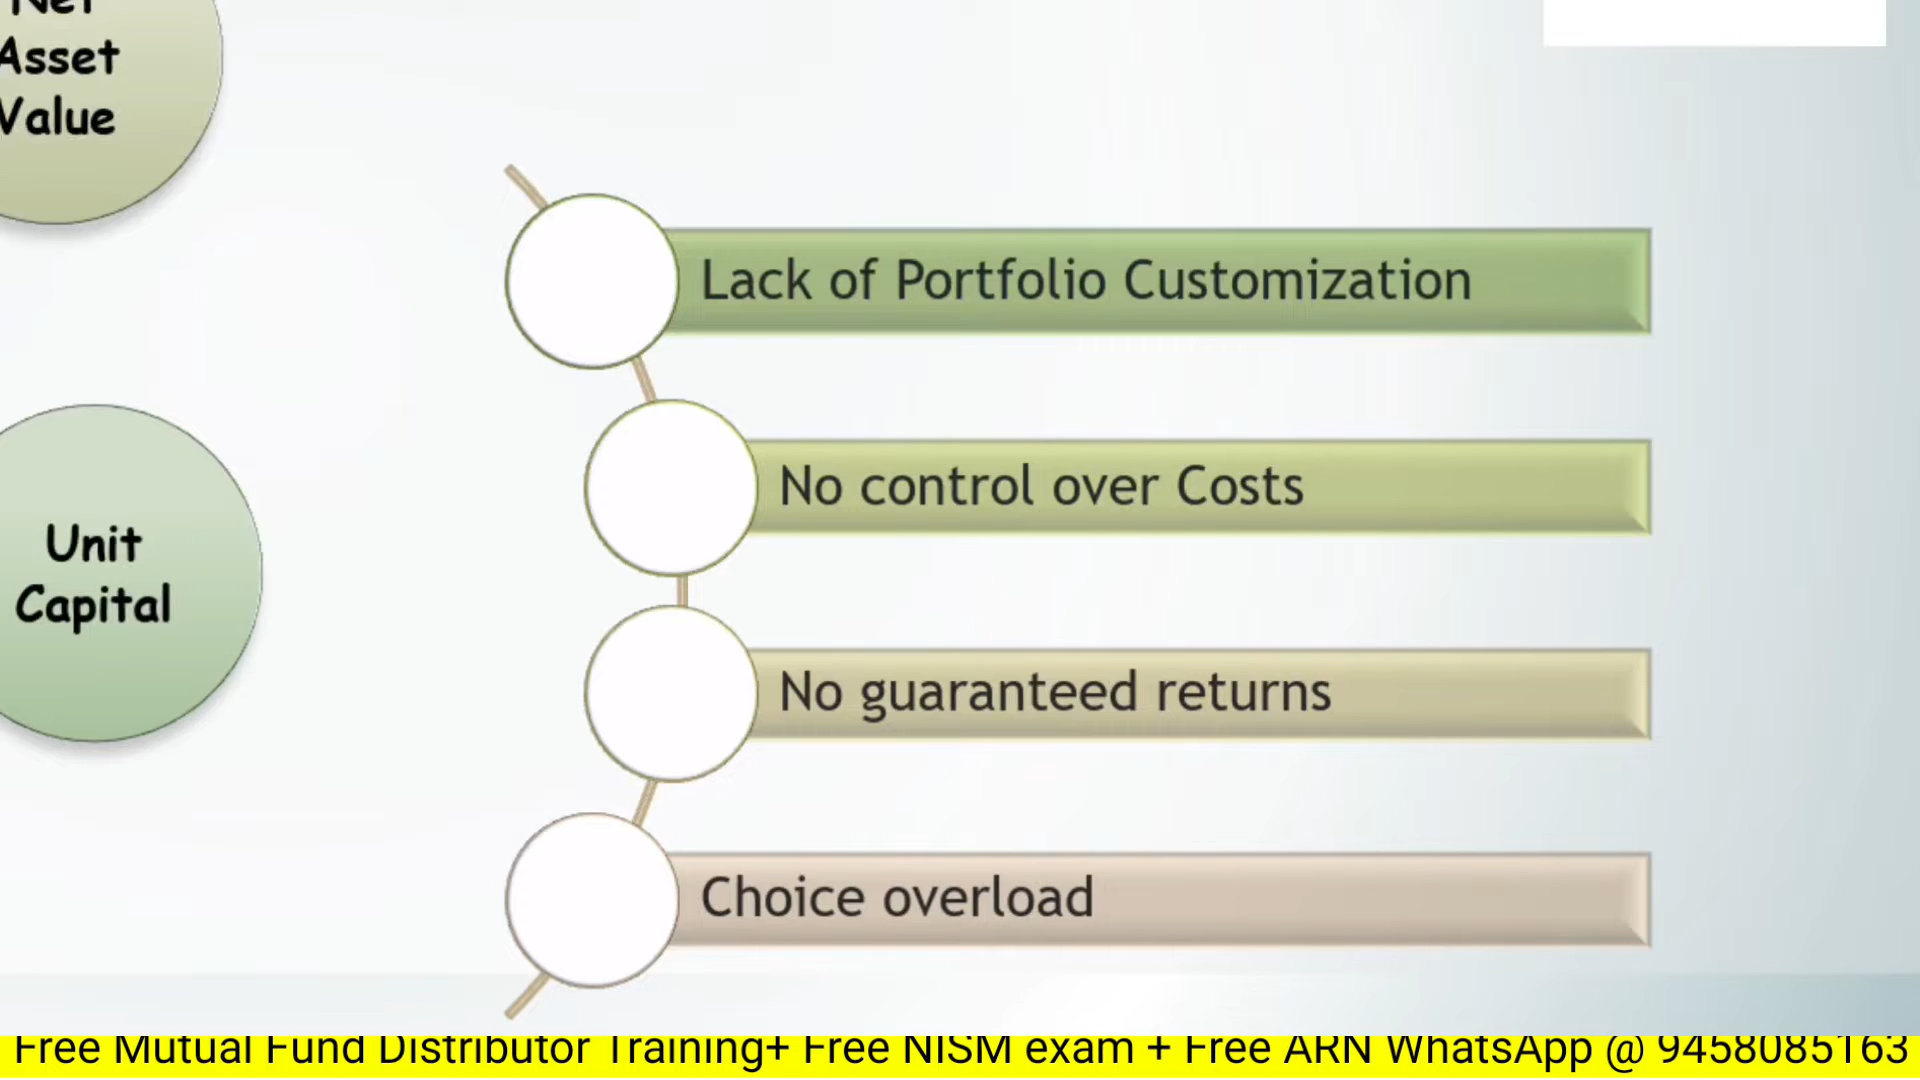 Net
Asset
Value
Lack of Portfolio Customization
No control over Costs
Unit
Capital
No guaranteed returns
Choice overload
Free Mutual Fund Distributor Training+ Free NISM exam + Free ARN WhatsApp @ 9458085163